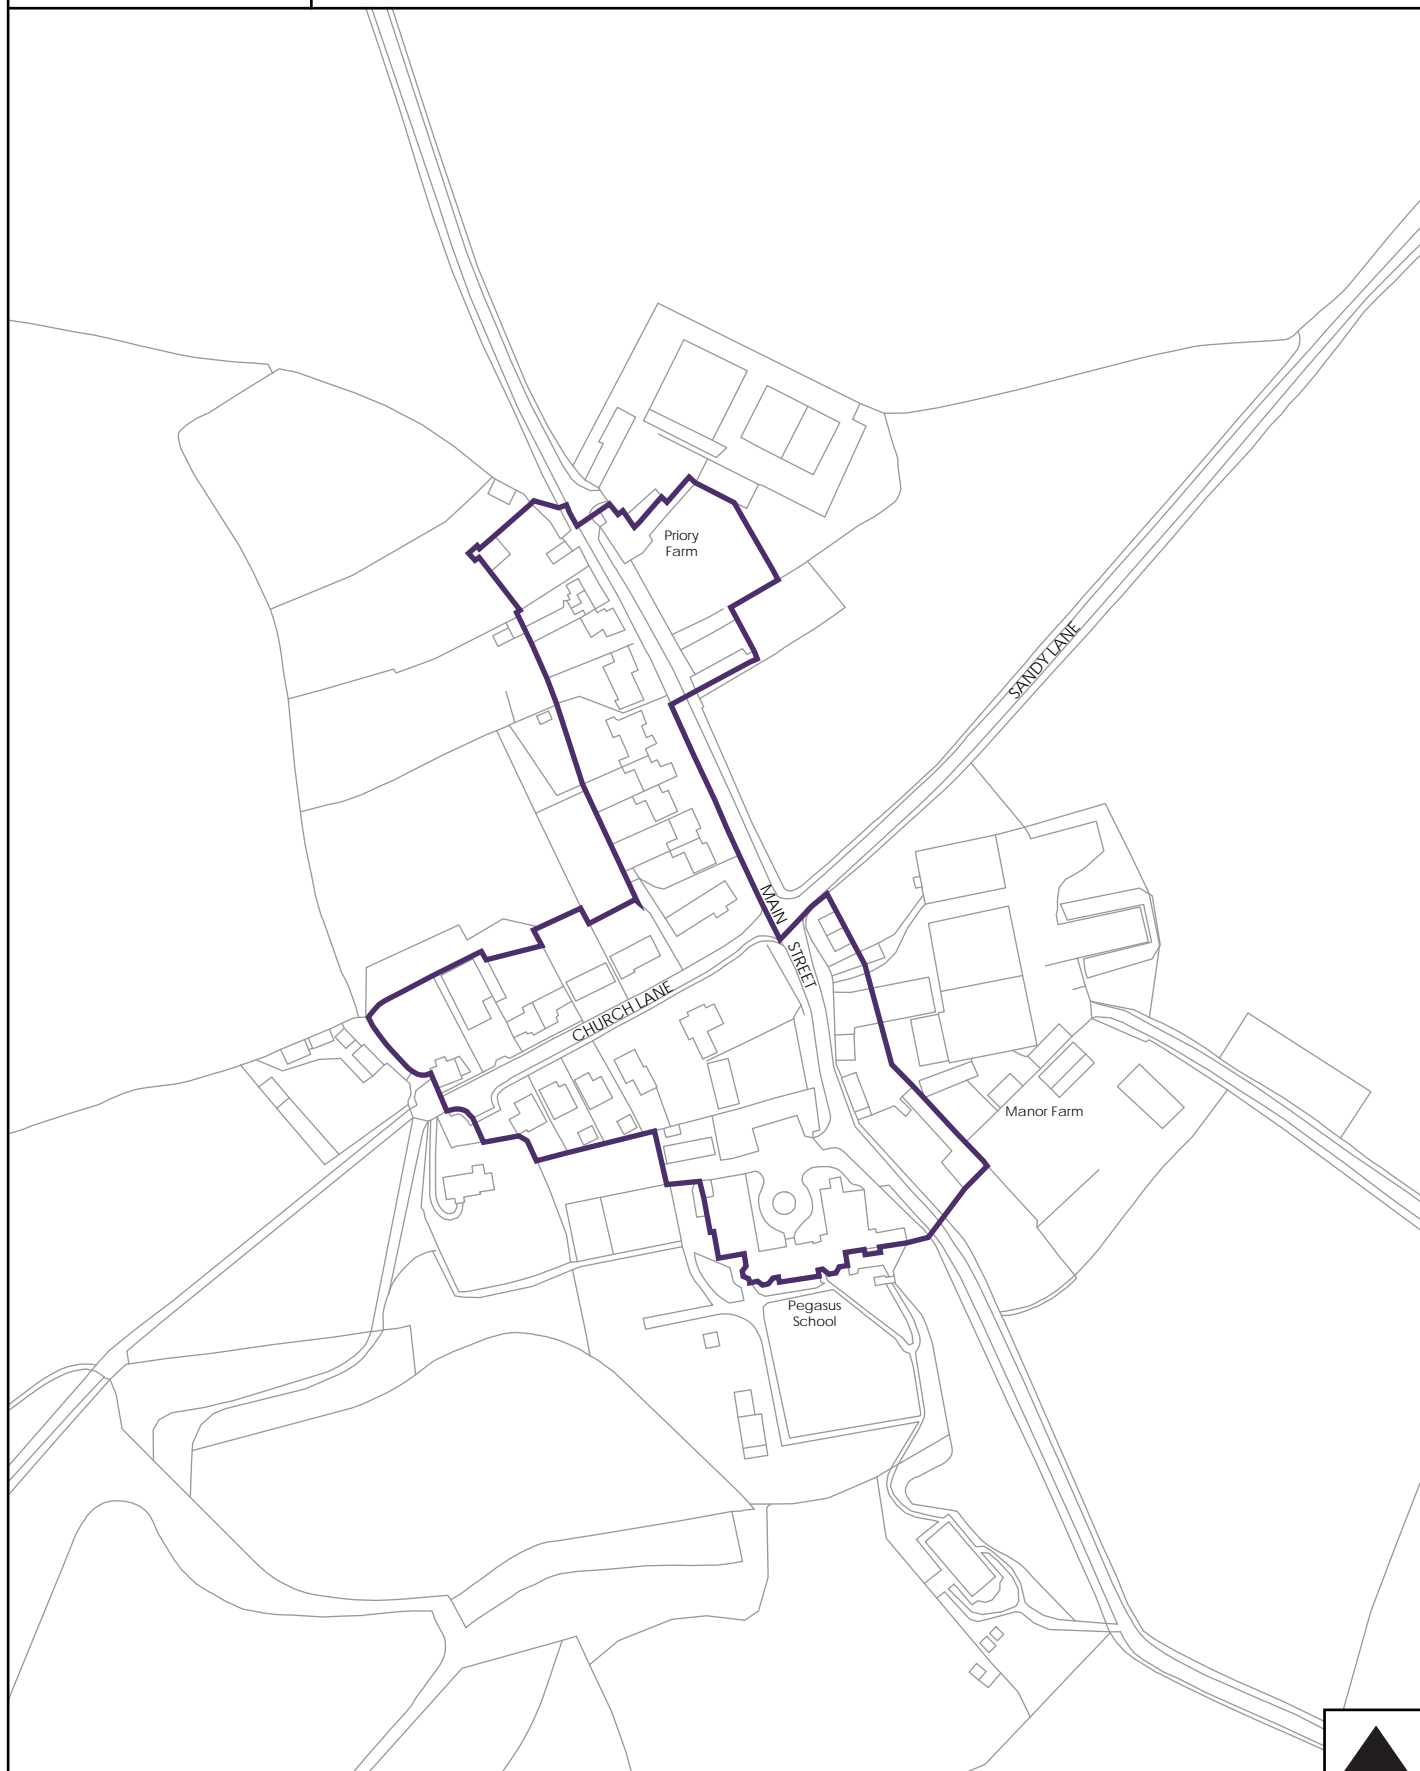 Priory
Farm
SANDY LANE
MAIN
STREET
CHURCH LANE
Manor Farm
Pegasus
School